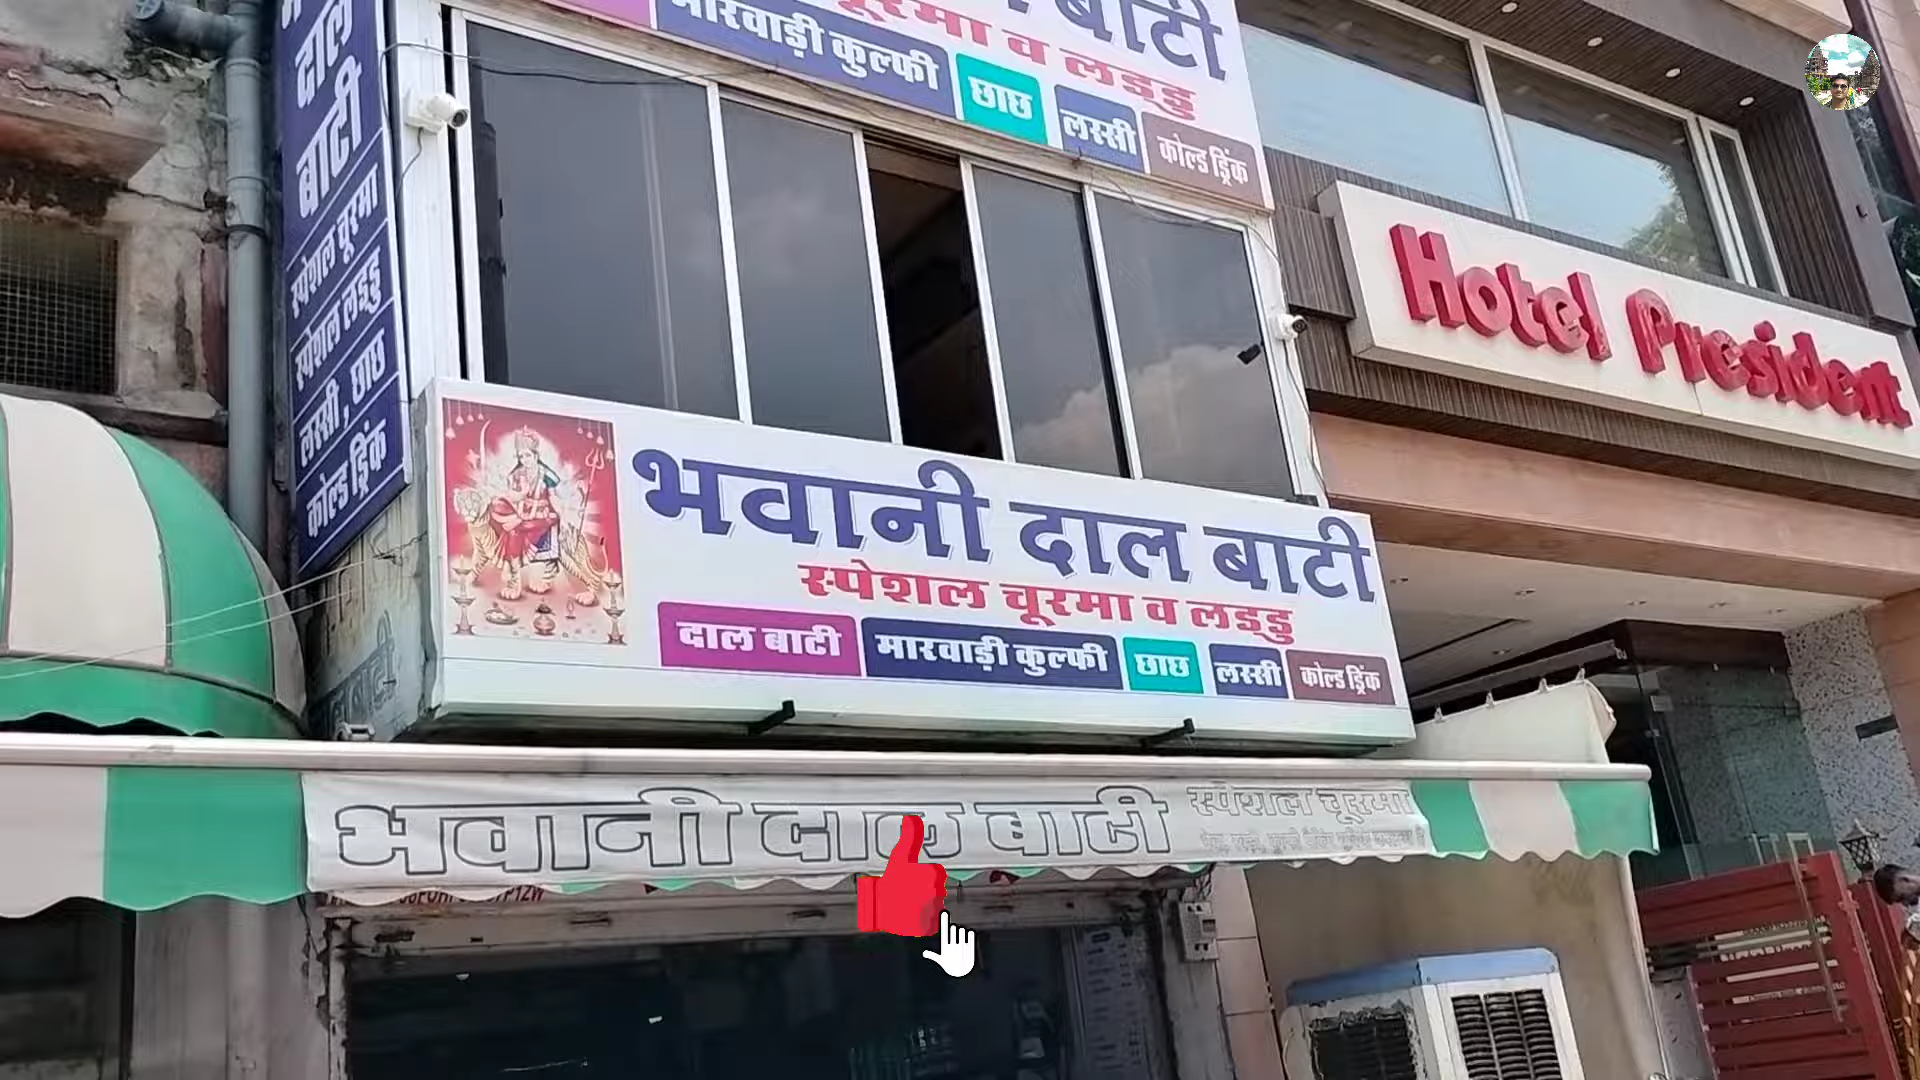 दाल
बाटी
स्पेशल चूरमा
स्पेशल लड्डु
लस्सी, छाछ
कोल्ड ड्रिंक
बाटी
चूरमा व लड्डु
मारवाड़ी कुल्फी छाछ लस्सी कोल्ड ड्रिंक
Hotel President
भवानी दाल बाटी
स्पेशल चूरमा व लड्डु
दाल बाटी मारवाड़ी कुल्फी छाछ लस्सी कोल्ड ड्रिंक
भवानी दाल बाटी स्पेशल चूरमा